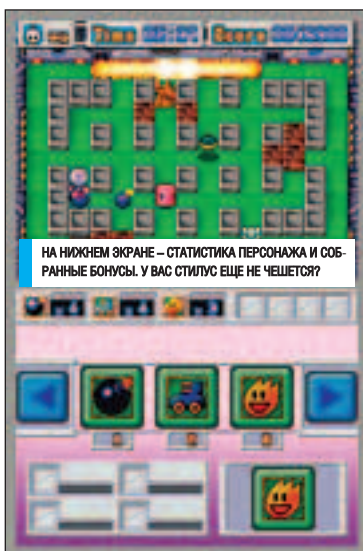 Time Score
НА НИЖНЕМ ЭКРАНЕ – СТАТИСТИКА ПЕРСОНАЖА И СОБ-
РАННЫЕ БОНУСЫ. У ВАС СТИЛУС ЕЩЕ НЕ ЧЕШЕТСЯ?